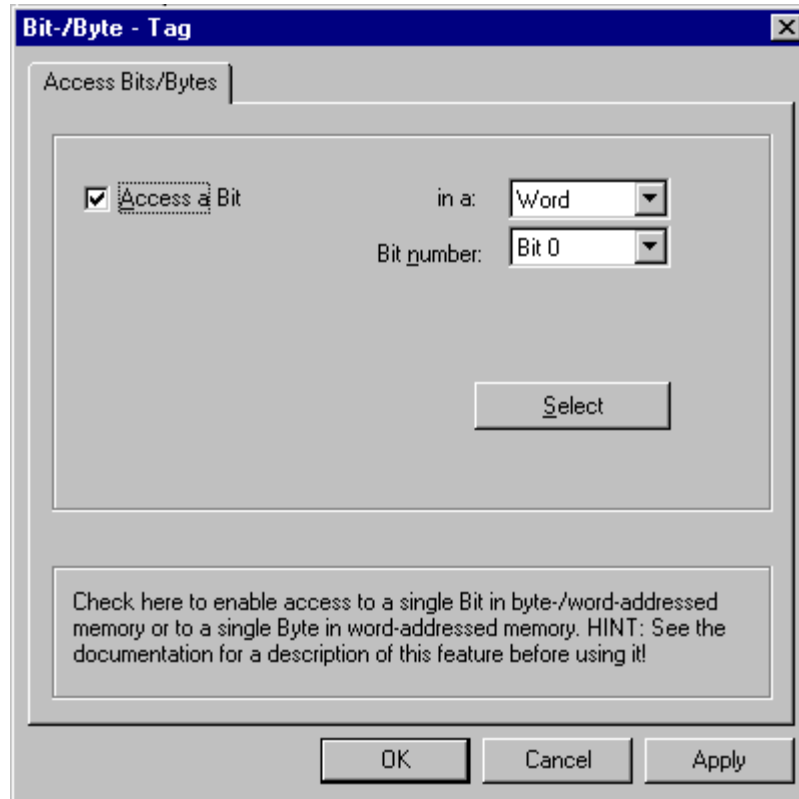 Bit-/Byte - Tag
Access Bits/Bytes
Access a Bit
in a:
Word
Bit number:
Bit 0
Select
Check here to enable access to a single Bit in byte-/word-addressed
memory or to a single Byte in word-addressed memory. HINT: See the
documentation for a description of this feature before using it!
OK
Cancel
Apply